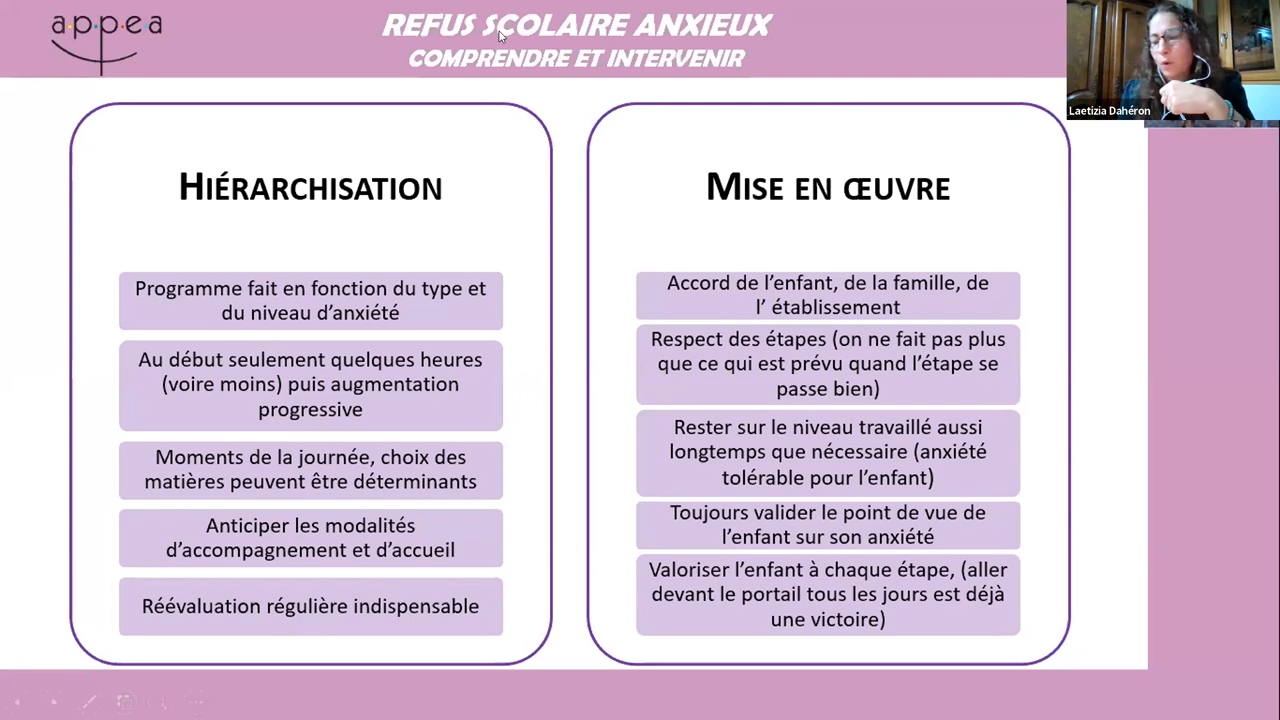 appea
REFUS SCOLAIRE ANXIEUX
COMPRENDRE ET INTERVENIR
Laetizia Dahéron
HIÉRARCHISATION
Programme fait en fonction du type et
du niveau d’anxiété
Au début seulement quelques heures
(voire moins) puis augmentation
progressive
Moments de la journée, choix des
matières peuvent être déterminants
Anticiper les modalités
d’accompagnement et d’accueil
Réévaluation régulière indispensable
MISE EN ŒUVRE
Accord de l’enfant, de la famille, de
l’ établissement
Respect des étapes (on ne fait pas plus
que ce qui est prévu quand l’étape se
passe bien)
Rester sur le niveau travaillé aussi
longtemps que nécessaire (anxiété
tolérable pour l’enfant)
Toujours valider le point de vue de
l’enfant sur son anxiété
Valoriser l’enfant à chaque étape, (aller
devant le portail tous les jours est déjà
une victoire)